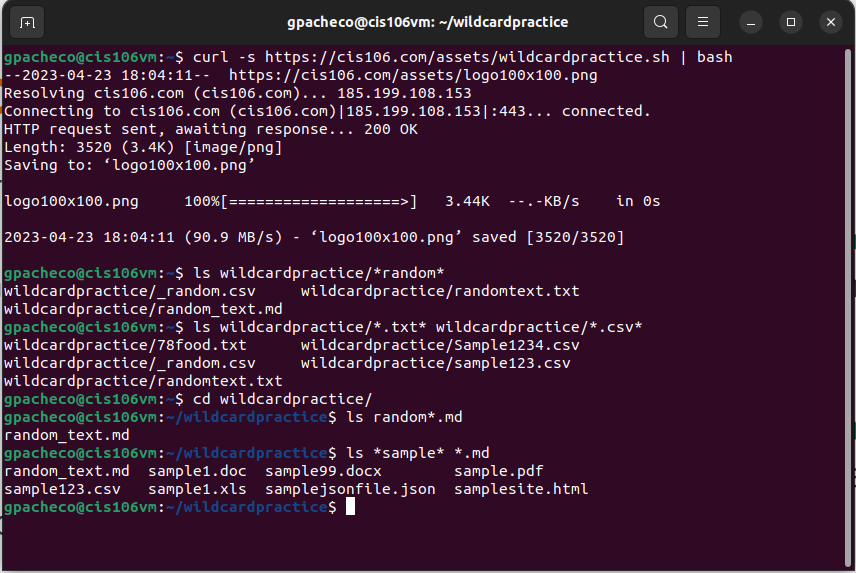 gpacheco@cis106vm: ~/wildcardpractice
gpacheco@cis106vm:~$ curl -s https://cis106.com/assets/wildcardpractice.sh | bash
--2023-04-23 18:04:11--  https://cis106.com/assets/logo100x100.png
Resolving cis106.com (cis106.com)... 185.199.108.153
Connecting to cis106.com (cis106.com)|185.199.108.153|:443... connected.
HTTP request sent, awaiting response... 200 OK
Length: 3520 (3.4K) [image/png]
Saving to: ‘logo100x100.png’
logo100x100.png     100%[===================>]   3.44K  --.-KB/s    in 0s
2023-04-23 18:04:11 (90.9 MB/s) - ‘logo100x100.png’ saved [3520/3520]
gpacheco@cis106vm:~$ ls wildcardpractice/*random*
wildcardpractice/_random.csv     wildcardpractice/randomtext.txt
wildcardpractice/random_text.md
gpacheco@cis106vm:~$ ls wildcardpractice/*.txt* wildcardpractice/*.csv*
wildcardpractice/78food.txt      wildcardpractice/Sample1234.csv
wildcardpractice/_random.csv     wildcardpractice/sample123.csv
wildcardpractice/randomtext.txt
gpacheco@cis106vm:~$ cd wildcardpractice/
gpacheco@cis106vm:~/wildcardpractice$ ls random*.md
random_text.md
gpacheco@cis106vm:~/wildcardpractice$ ls *sample* *.md
random_text.md  sample1.doc  sample99.docx        sample.pdf
sample123.csv   sample1.xls  samplejsonfile.json  samplesite.html
gpacheco@cis106vm:~/wildcardpractice$